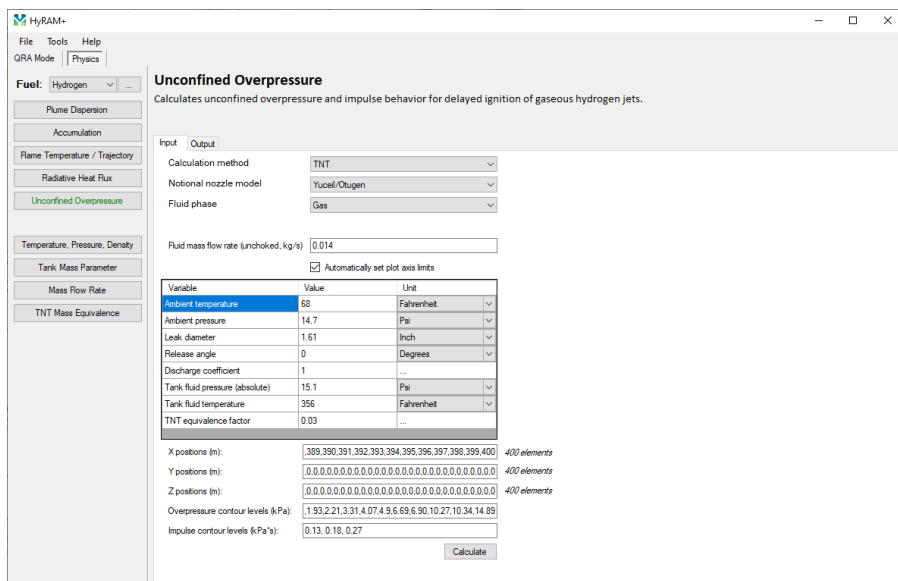 HyRAM+
File Tools Help
QRA Mode Physics
Fuel: Hydrogen ...
Plume Dispersion
Accumulation
Flame Temperature / Trajectory
Radiative Heat Flux
Unconfined Overpressure
Temperature, Pressure, Density
Tank Mass Parameter
Mass Flow Rate
TNT Mass Equivalence
Unconfined Overpressure
Calculates unconfined overpressure and impulse behavior for delayed ignition of gaseous hydrogen jets.
Input Output
Calculation method TNT
Notional nozzle model Yuceil/Otugen
Fluid phase Gas
Fluid mass flow rate (unchoked, kg/s) 0.014
Automatically set plot axis limits
Variable Value Unit
Ambient temperature 68 Fahrenheit
Ambient pressure 14.7 Psi
Leak diameter 1.61 Inch
Release angle 0 Degrees
Discharge coefficient 1 ...
Tank fluid pressure (absolute) 15.1 Psi
Tank fluid temperature 356 Fahrenheit
TNT equivalence factor 0.03 ...
X positions (m): ,389,390,391,392,393,394,395,396,397,398,399,400 400 elements
Y positions (m): ,0,0,0,0,0,0,0,0,0,0,0,0,0,0,0,0,0,0,0,0,0,0,0,0,0,0,0,0 400 elements
Z positions (m): ,0,0,0,0,0,0,0,0,0,0,0,0,0,0,0,0,0,0,0,0,0,0,0,0,0,0,0,0 400 elements
Overpressure contour levels (kPa): ,1.93,2.21,3.31,4.07,4.9,6.69,6.90,10.27,10.34,14.89
Impulse contour levels (kPa*s): 0.13, 0.18, 0.27
Calculate